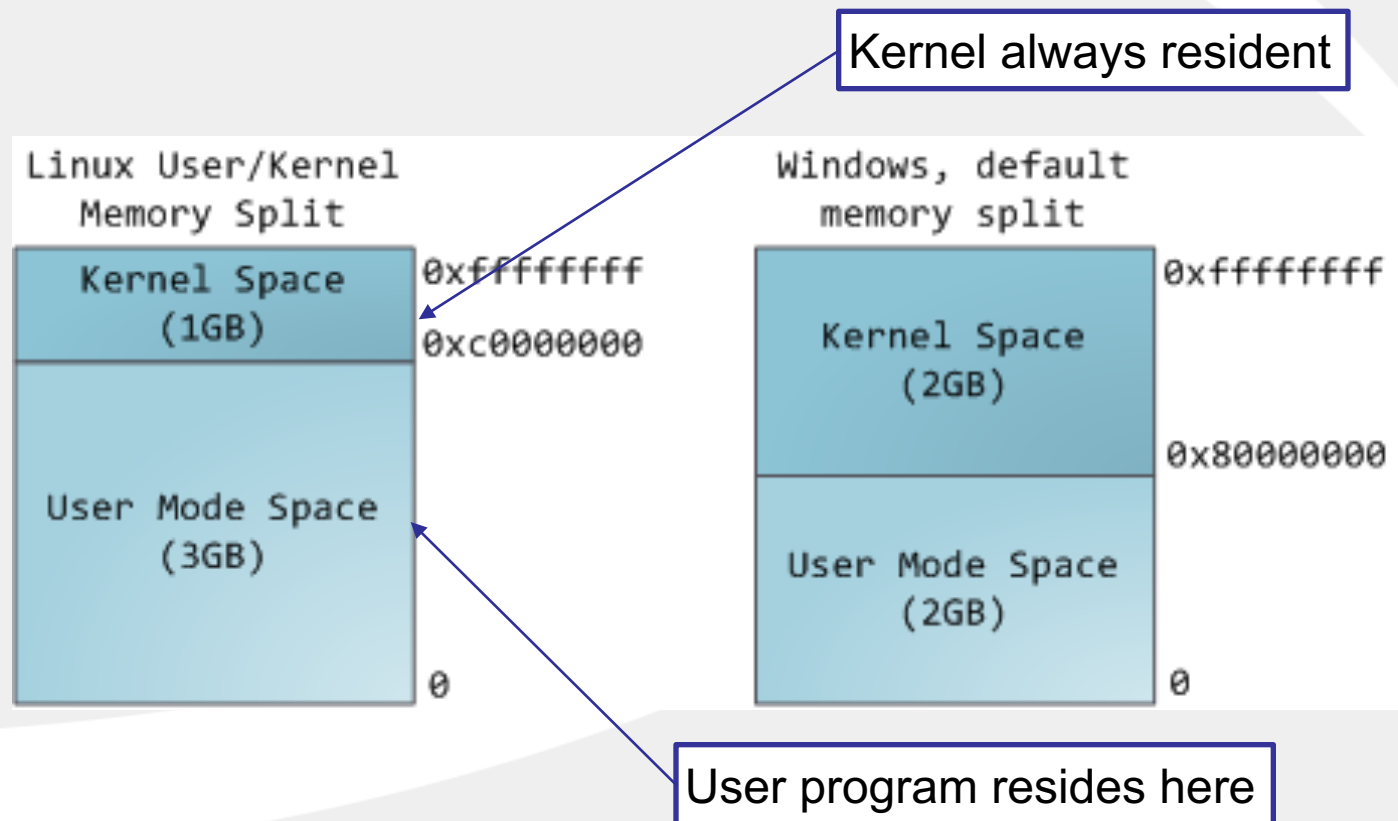 Kernel always resident
Linux User/Kernel
Memory Split
Kernel Space
(1GB)
0xffffffff
0xc0000000
User Mode Space
(3GB)
0
Windows, default
memory split
0xffffffff
Kernel Space
(2GB)
0x80000000
User Mode Space
(2GB)
0
User program resides here